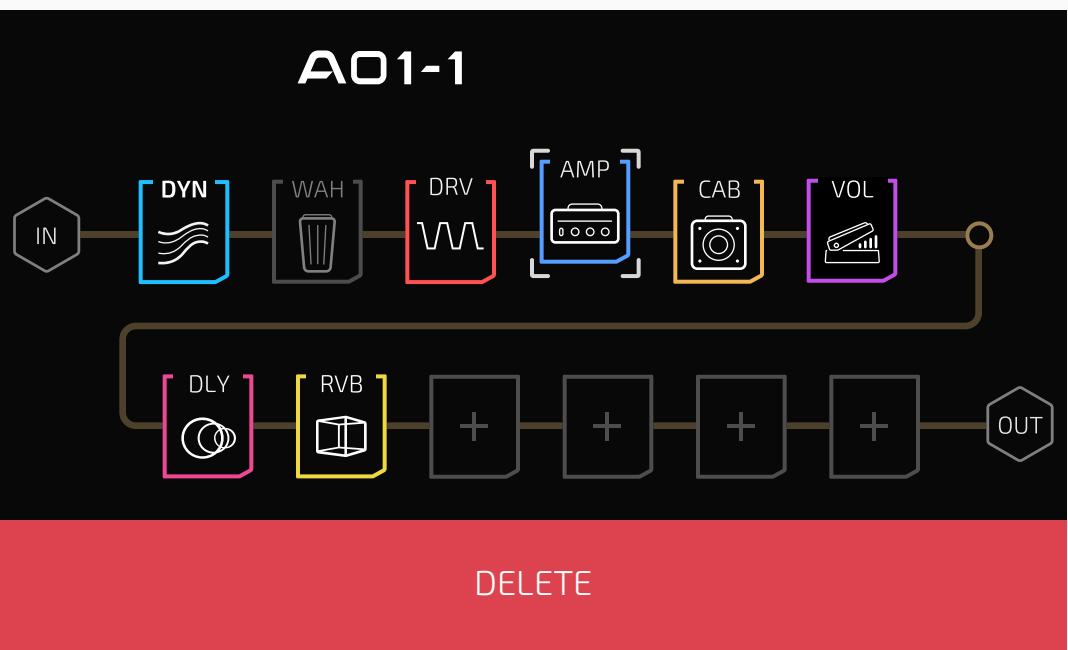 A01-1
DYN WAH DRV AMP CAB VOL
IN
DLY RVB
OUT
DELETE